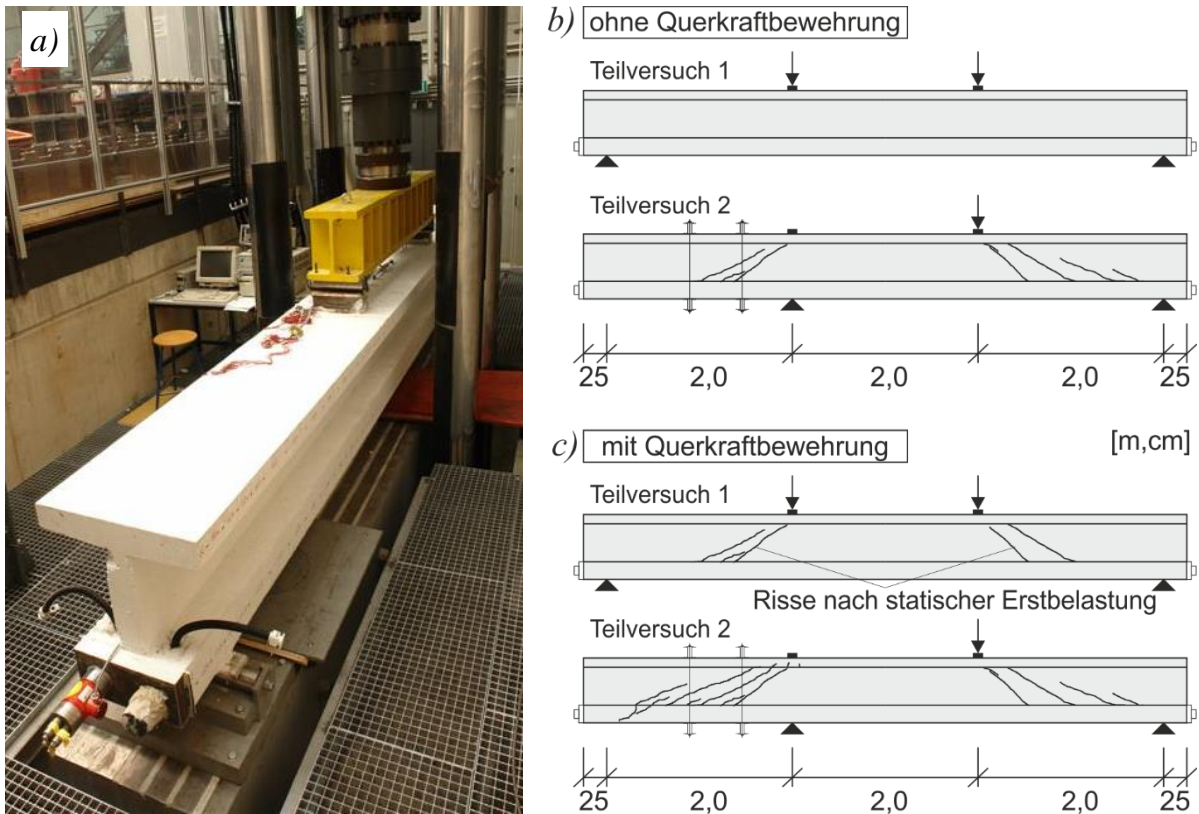 a)
b) ohne Querkraftbewehrung
Teilversuch 1
Teilversuch 2
25 2,0 2,0 2,0 25
c) mit Querkraftbewehrung [m,cm]
Teilversuch 1
Risse nach statischer Erstbelastung
Teilversuch 2
25 2,0 2,0 2,0 25